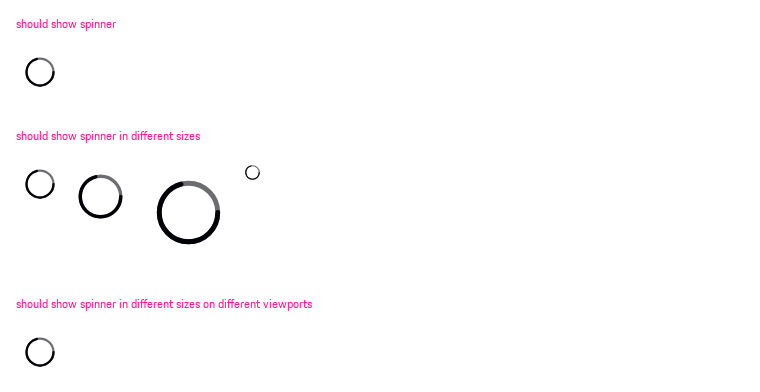 should show spinner
should show spinner in different sizes
should show spinner in different sizes on different viewports